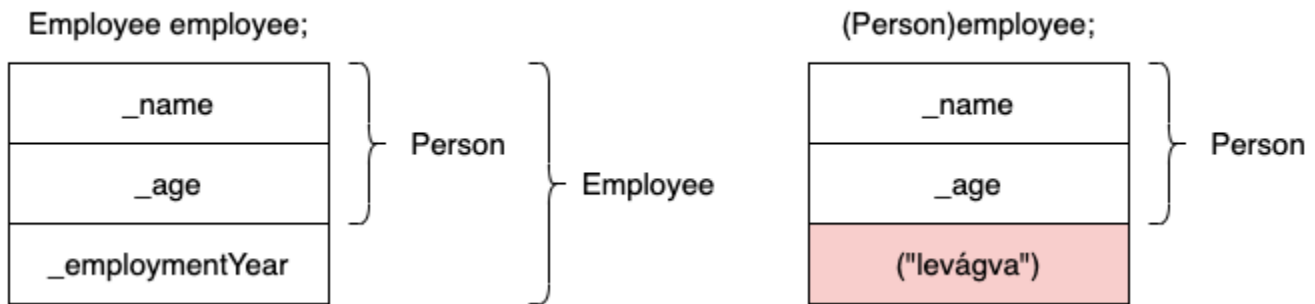 Employee employee;
_name
_age
_employmentYear
Person
Employee
(Person)employee;
_name
_age
("levágva")
Person